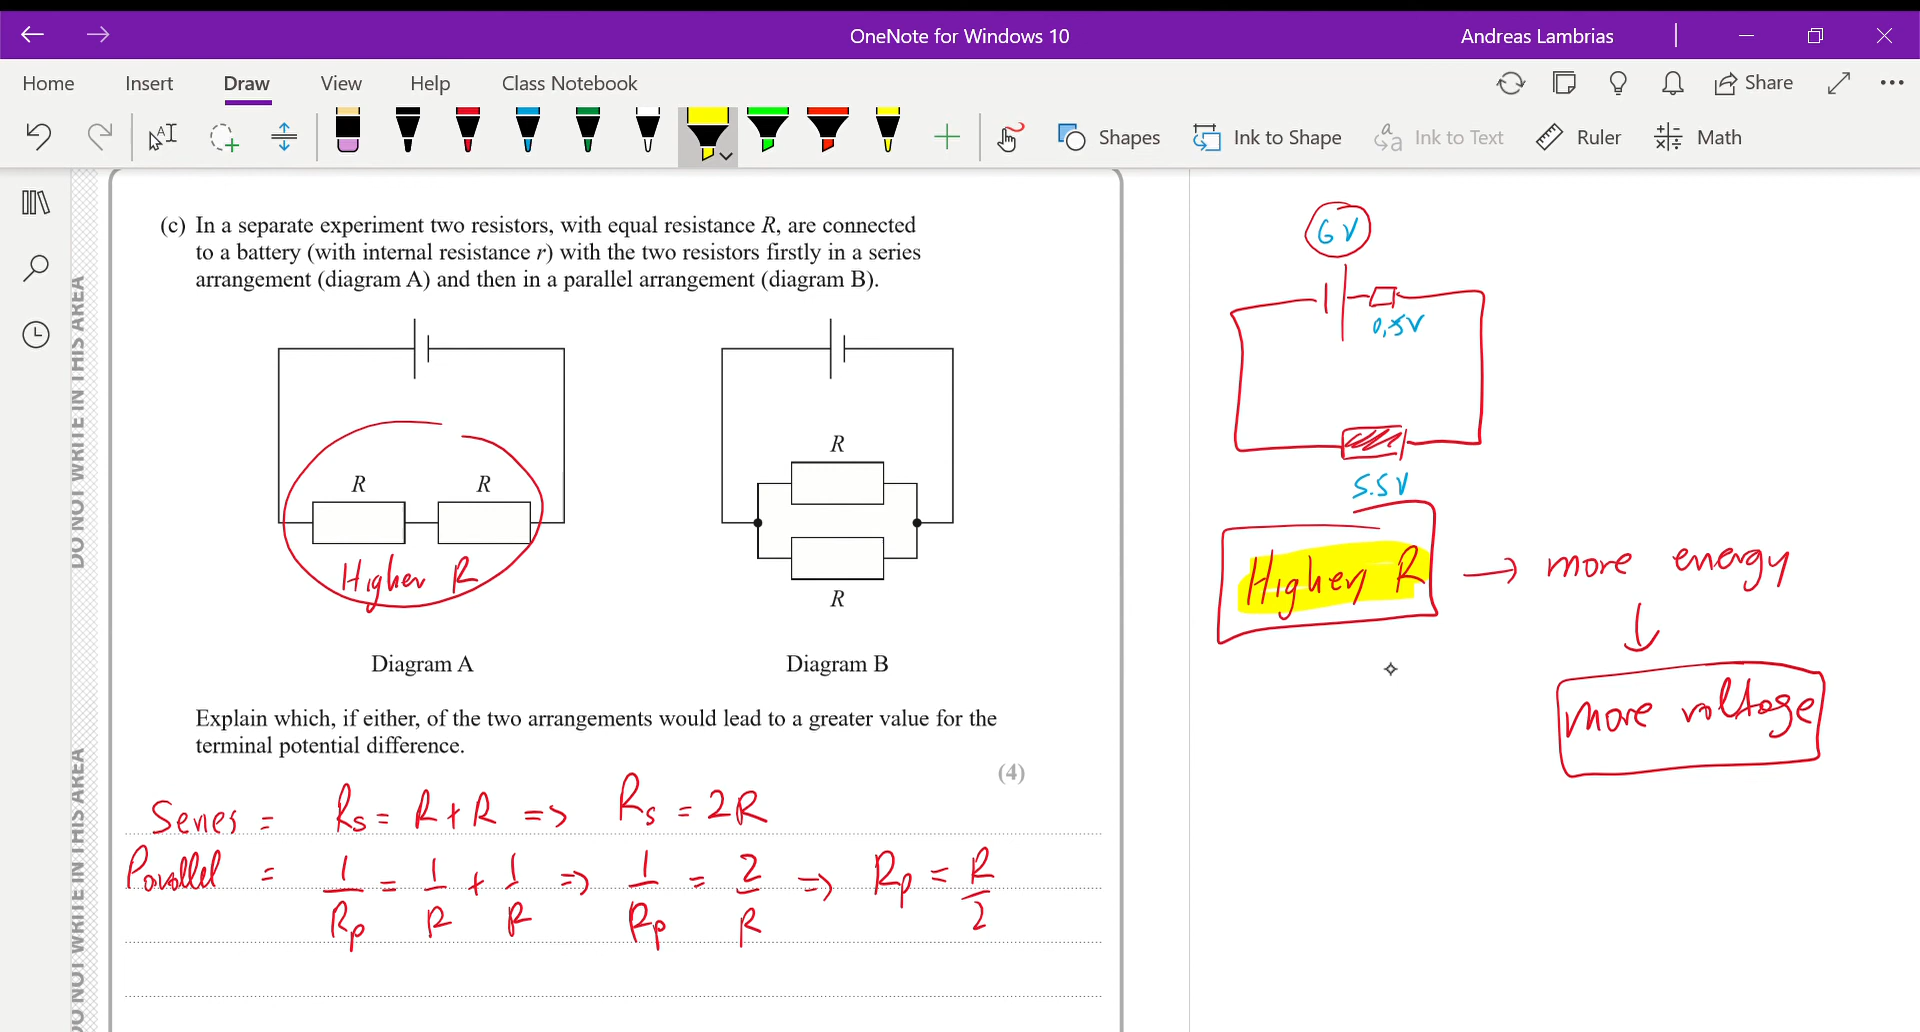 OneNote for Windows 10
Andreas Lambrias
Home Insert Draw View Help Class Notebook
Share
Shapes Ink to Shape Ink to Text Ruler Math
DO NOT WRITE IN THIS AREA
DO NOT WRITE IN THIS AREA
(c) In a separate experiment two resistors, with equal resistance R, are connected
to a battery (with internal resistance r) with the two resistors firstly in a series
arrangement (diagram A) and then in a parallel arrangement (diagram B).
R R
Higher R
Diagram A
R
R
Diagram B
Explain which, if either, of the two arrangements would lead to a greater value for the
terminal potential difference.
(4)
Series = Rs = R + R => Rs = 2R
Parallel = 1/Rp = 1/R + 1/R => 1/Rp = 2/R => Rp = R/2
6V
0,5V
5.5V
Higher R → more energy
↓
more voltage